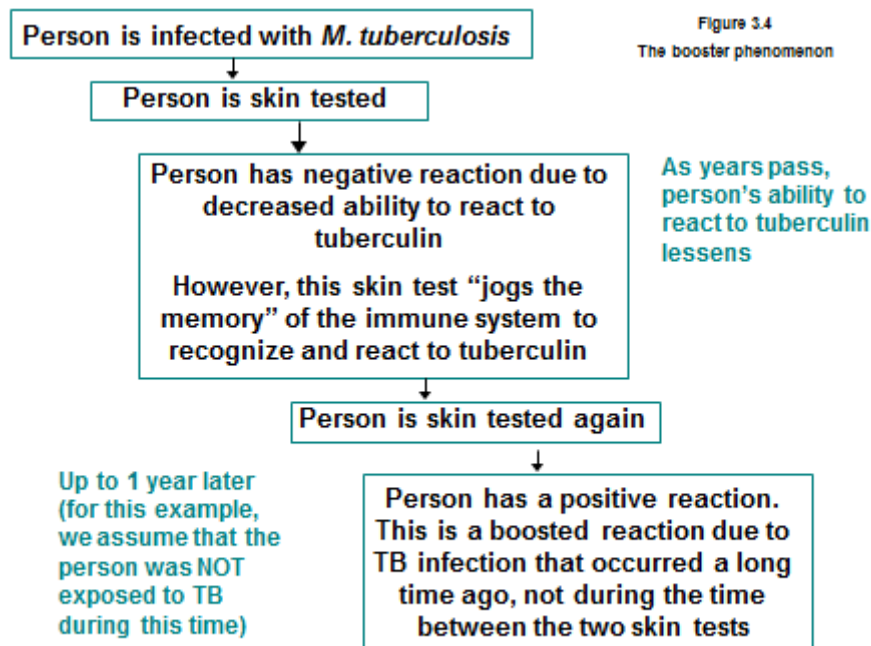 Figure 3.4
The booster phenomenon
Person is infected with M. tuberculosis
Person is skin tested
Person has negative reaction due to
decreased ability to react to
tuberculin
However, this skin test “jogs the
memory” of the immune system to
recognize and react to tuberculin
As years pass,
person's ability to
react to tuberculin
lessens
Person is skin tested again
Up to 1 year later
(for this example,
we assume that the
person was NOT
exposed to TB
during this time)
Person has a positive reaction.
This is a boosted reaction due to
TB infection that occurred a long
time ago, not during the time
between the two skin tests